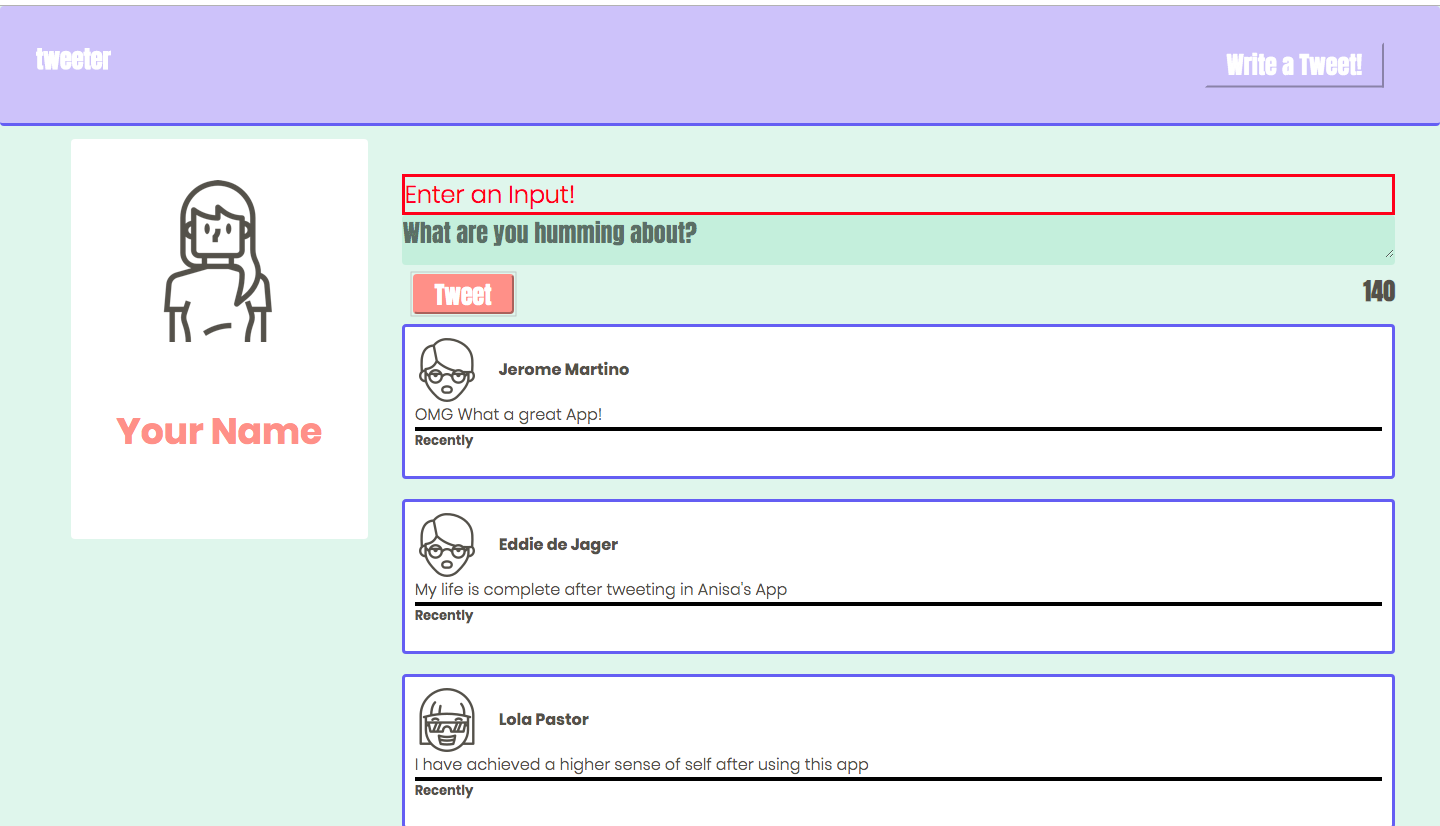 tweeter
Write a Tweet!
Your Name
Enter an Input!
What are you humming about?
Tweet
140
Jerome Martino
OMG What a great App!
Recently
Eddie de Jager
My life is complete after tweeting in Anisa's App
Recently
Lola Pastor
I have achieved a higher sense of self after using this app
Recently